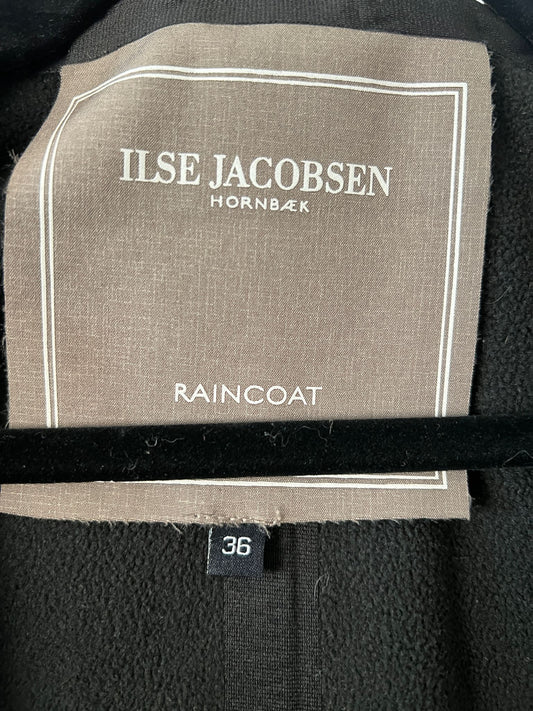 ILSE JACOBSEN
HORNBÆK
RAINCOAT
36